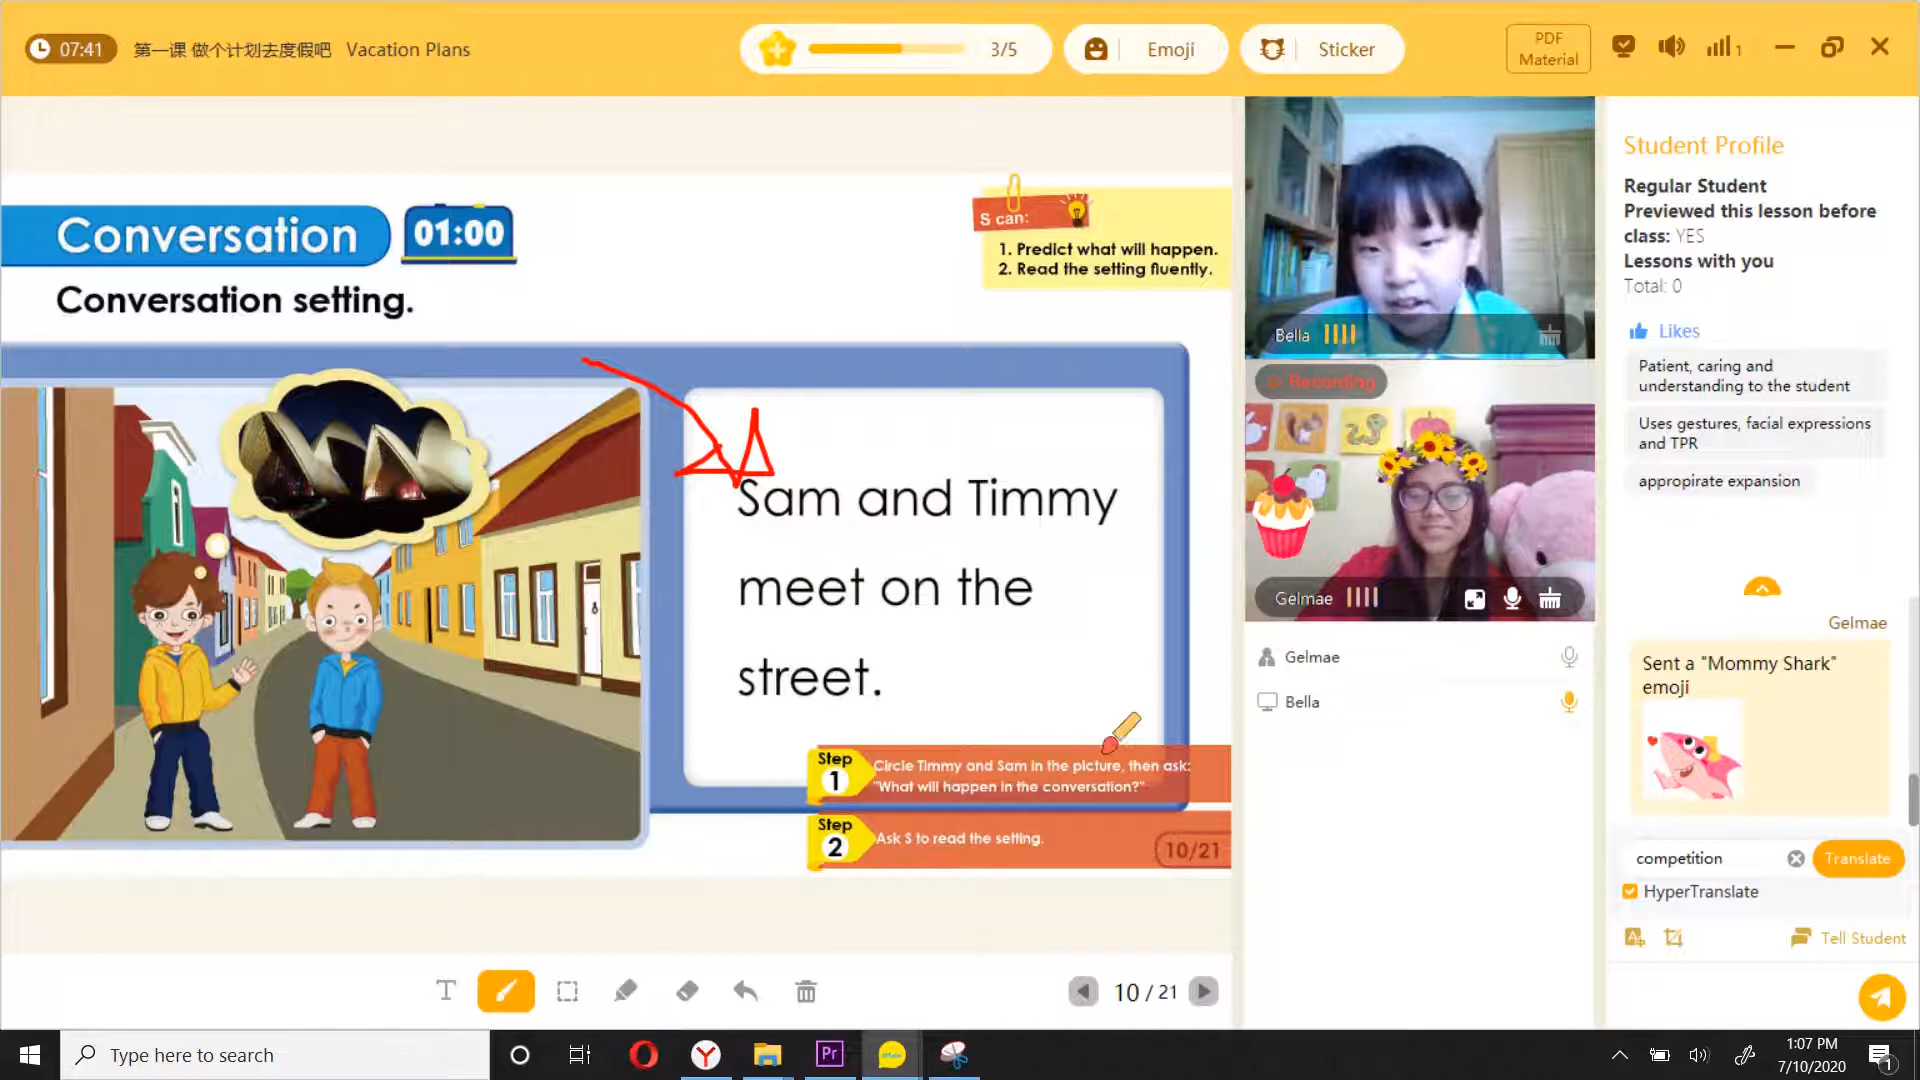 07:41
第一课 做个计划去度假吧 Vacation Plans
3/5
Emoji
Sticker
PDF
Material
1
Conversation
01:00
S can:
1. Predict what will happen.
2. Read the setting fluently.
Conversation setting.
Sam and Timmy
meet on the
street.
Step
1
Circle Timmy and Sam in the picture, then ask:
"What will happen in the conversation?"
Step
2
Ask S to read the setting.
10/21
Bella
Recording
Gelmae
Gelmae
Bella
Student Profile
Regular Student
Previewed this lesson before
class: YES
Lessons with you
Total: 0
Likes
Patient, caring and
understanding to the student
Uses gestures, facial expressions
and TPR
appropirate expansion
Gelmae
Sent a "Mommy Shark"
emoji
competition
Translate
HyperTranslate
Tell Student
T
10 / 21
Type here to search
Pr
1:07 PM
7/10/2020
1